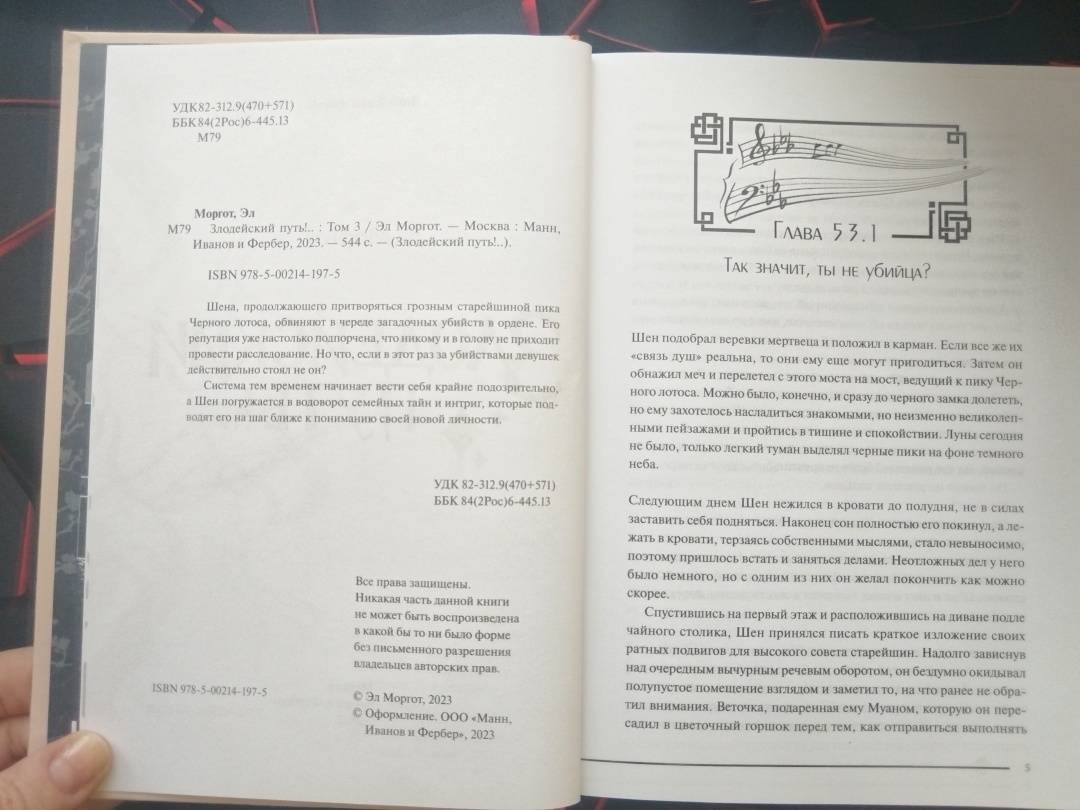 УДК 82-312.9(470+571)
ББК 84(2Рос)6-445.13
М79
Моргот, Эл
М79 Злодейский путь!.. : Том 3 / Эл Моргот. — Москва : Манн,
Иванов и Фербер, 2023. — 544 с. — (Злодейский путь!..).
ISBN 978-5-00214-197-5
Шена, продолжающего притворяться грозным старейшиной пика
Черного лотоса, обвиняют в череде загадочных убийств в ордене. Его
репутация уже настолько подпорчена, что никому и в голову не приходит
провести расследование. Но что, если в этот раз за убийствами девушек
действительно стоял не он?
Система тем временем начинает вести себя крайне подозрительно,
а Шен погружается в водоворот семейных тайн и интриг, которые под-
водят его на шаг ближе к пониманию своей новой личности.
УДК 82-312.9(470+571)
ББК 84(2Рос)6-445.13
Все права защищены.
Никакая часть данной книги
не может быть воспроизведена
в какой бы то ни было форме
без письменного разрешения
владельцев авторских прав.
ISBN 978-5-00214-197-5
© Эл Моргот, 2023
© Оформление. ООО «Манн,
Иванов и Фербер», 2023
Глава 53.1
Так значит, ты не убийца?
Шен подобрал веревки мертвеца и положил в карман. Если все же их
«связь душ» реальна, то они ему еще могут пригодиться. Затем он
обнажил меч и перелетел с этого моста на мост, ведущий к пику Чер-
ного лотоса. Можно было, конечно, и сразу до черного замка долететь,
но ему захотелось насладиться знакомыми, но неизменно великолеп-
ными пейзажами и пройтись в тишине и спокойствии. Луны сегодня
не было, только легкий туман выделял черные пики на фоне темного
неба.
Следующим днем Шен нежился в кровати до полудня, не в силах
заставить себя подняться. Наконец сон полностью его покинул, а ле-
жать в кровати, терзаясь собственными мыслями, стало невыносимо,
поэтому пришлось встать и заняться делами. Неотложных дел у него
было немного, но с одним из них он желал покончить как можно
скорее.
Спустившись на первый этаж и расположившись на диване подле
чайного столика, Шен принялся писать краткое изложение своих
ратных подвигов для высокого совета старейшин. Надолго зависнув
над очередным вычурным речевым оборотом, он бездумно окидывал
полупустое помещение взглядом и заметил то, на что ранее не обра-
тил внимания. Веточка, подаренная ему Муаном, которую он пере-
садил в цветочный горшок перед тем, как отправиться выполнять
5